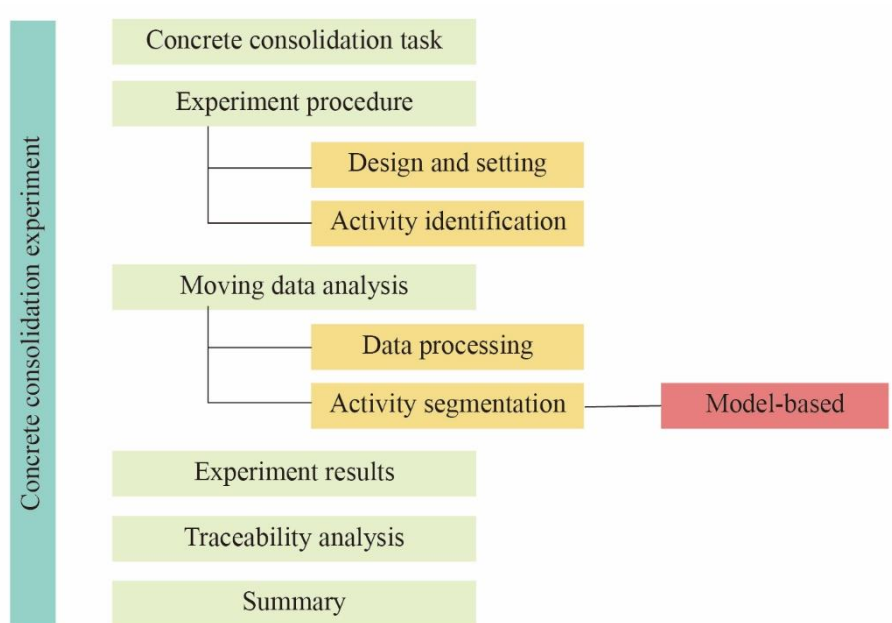 Concrete consolidation experiment
Concrete consolidation task
Experiment procedure
Design and setting
Activity identification
Moving data analysis
Data processing
Activity segmentation
Model-based
Experiment results
Traceability analysis
Summary